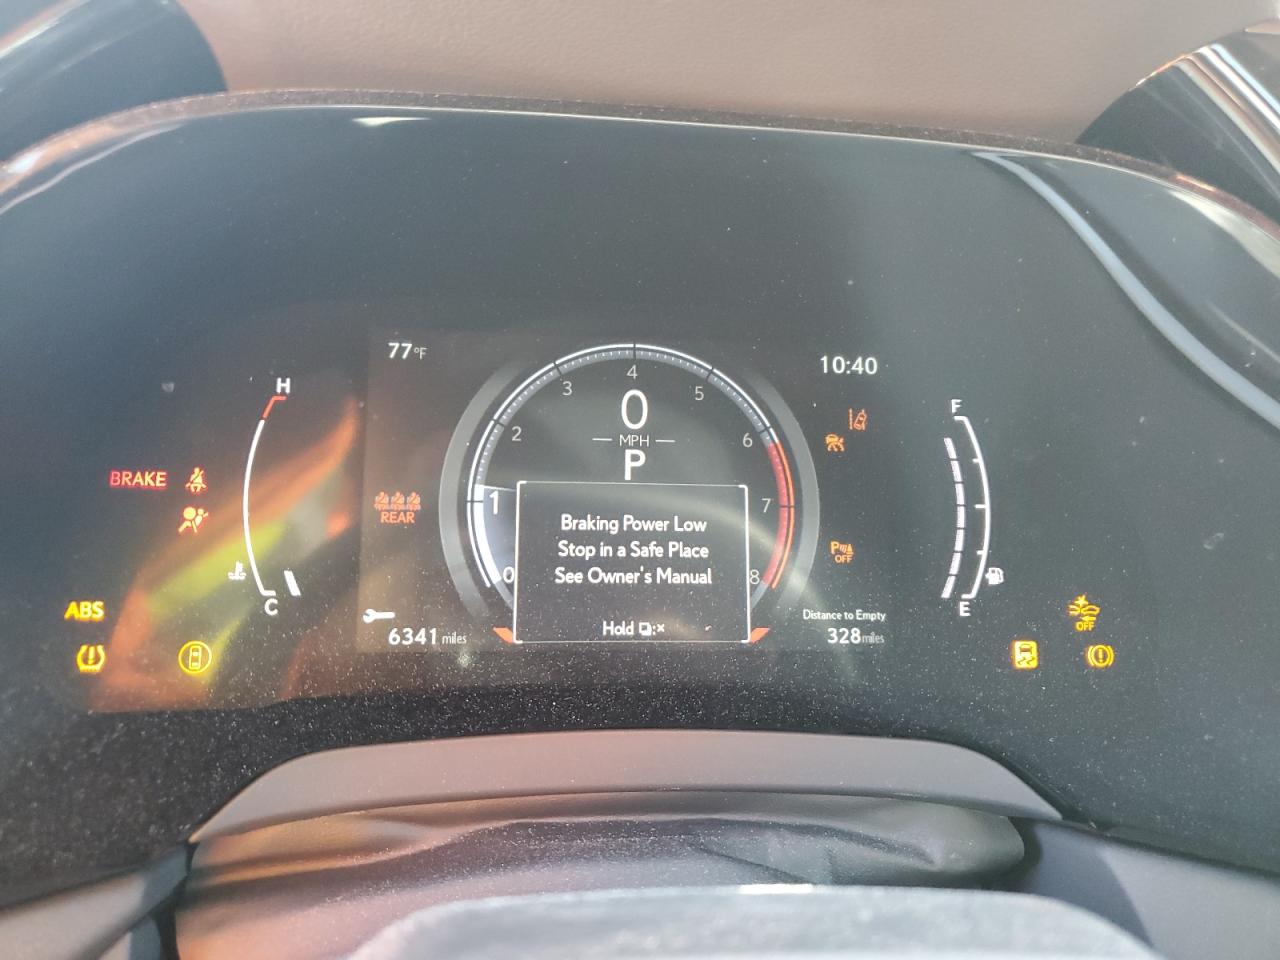 77°F
10:40
H
F
4
3
5
0
2
6
MPH
P
BRAKE
REAR
1
7
Braking Power Low
Stop in a Safe Place
See Owner's Manual
0
8
P
OFF
C
E
ABS
Distance to Empty
OFF
6341 miles
Hold
328 miles